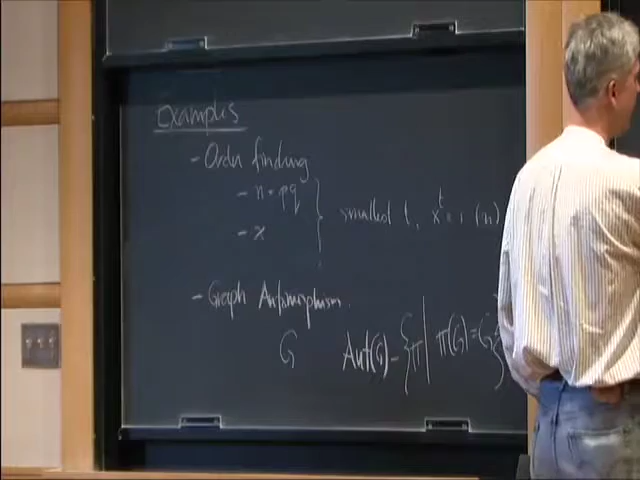 Examples
- Order finding
- n = pq
- x
smallest t, x^t = 1 (n)
- Graph Automorphism
G Aut(G) = {π | π(G) = G}